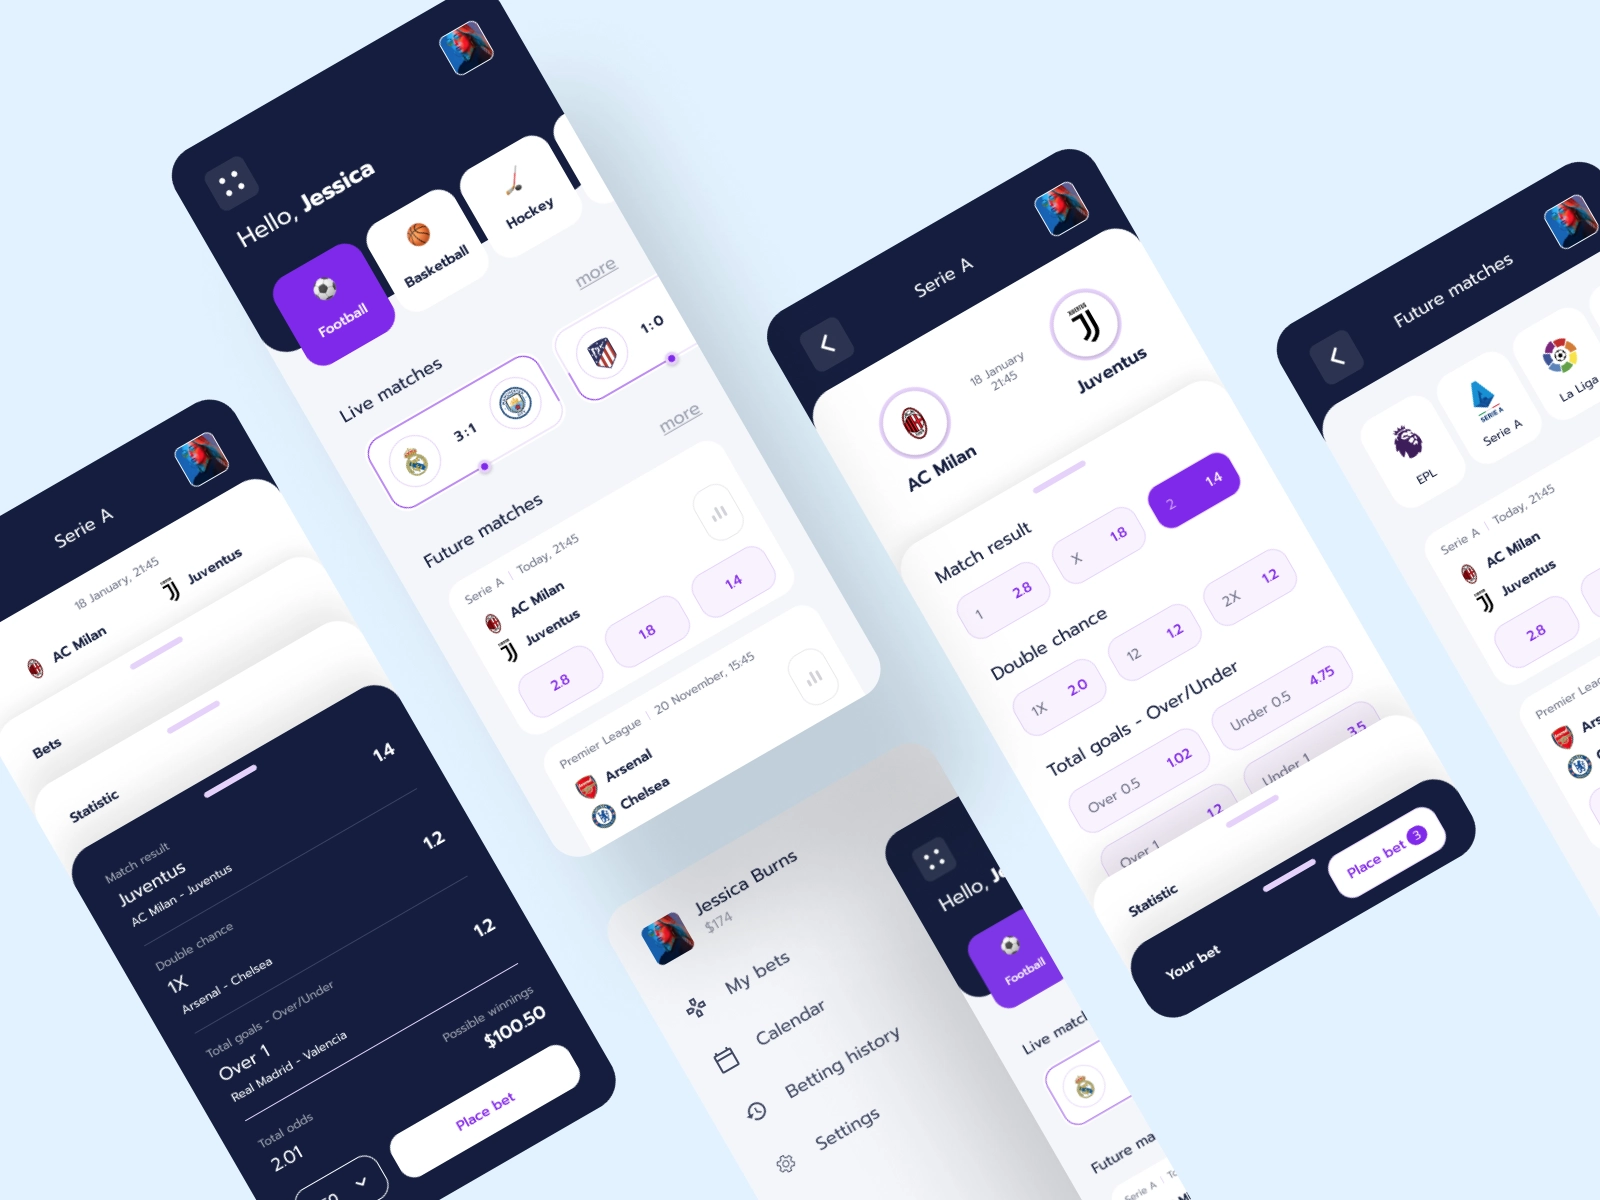 Serie A
18 January, 21:45
AC Milan
Juventus
Bets
Statistic
Match result
Juventus
1.4
AC Milan - Juventus
Double chance
1X
1.2
Arsenal - Chelsea
Total goals - Over/Under
Over 1
1.2
Real Madrid - Valencia
Possible winnings
$100.50
Total odds
2.01
Place bet
Hello, Jessica
Football
Basketball
Hockey
Live matches
more
3:1
1:0
Future matches
more
Serie A | Today, 21:45
AC Milan
Juventus
2.8
1.8
1.4
Premier League | 20 November, 15:45
Arsenal
Chelsea
Jessica Burns
$174
My bets
Calendar
Betting history
Settings
Hello,
Football
Live
Future
Serie A
Serie A
18 January
21:45
AC Milan
Juventus
Match result
1 2.8
X 1.8
2 1.4
Double chance
1X 2.0
12 1.2
2X 1.2
Total goals - Over/Under
Over 0.5 1.02
Under 0.5 4.75
Over 1 1.2
Under 1 3.5
Statistic
Your bet
Place bet 3
Future matches
EPL
SERIE A
Serie A
La Liga
Serie A | Today, 21:45
AC Milan
Juventus
2.8
Premier